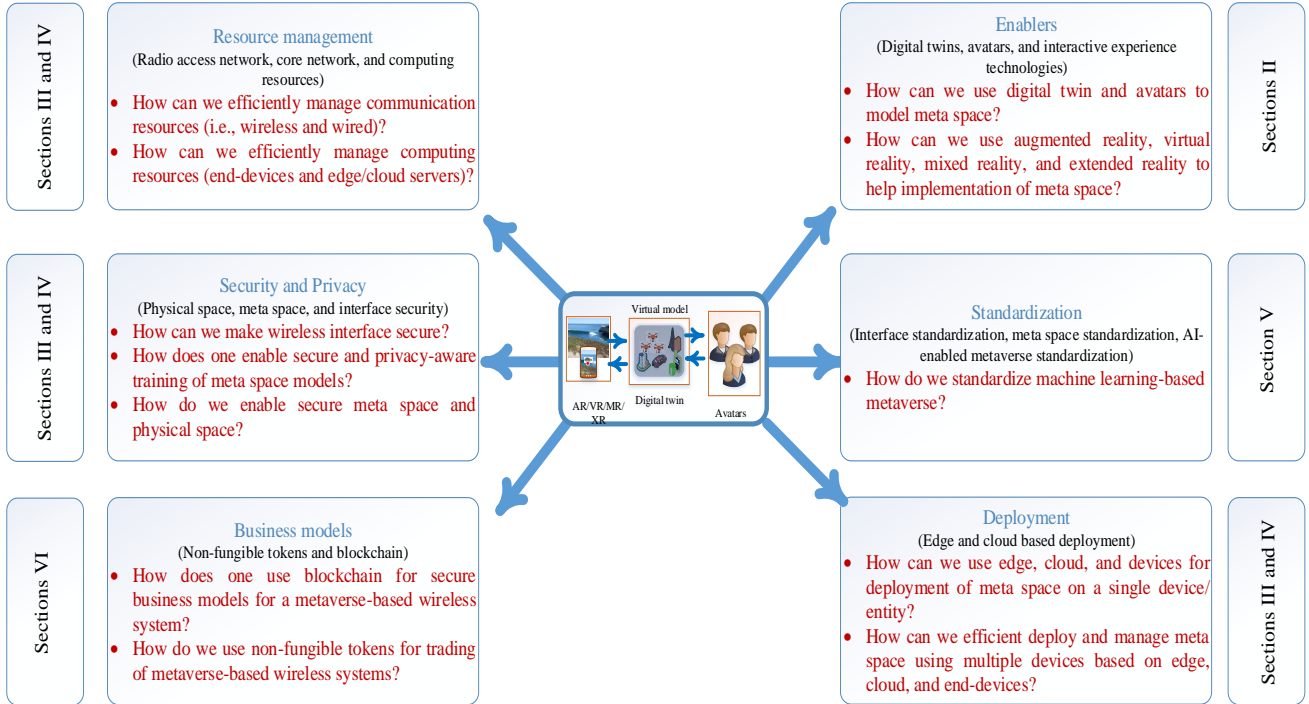 Sections III and IV
Resource management
(Radio access network, core network, and computing
resources)
• How can we efficiently manage communication
resources (i.e., wireless and wired)?
• How can we efficiently manage computing
resources (end-devices and edge/cloud servers)?
Enablers
(Digital twins, avatars, and interactive experience
technologies)
• How can we use digital twin and avatars to
model meta space?
• How can we use augmented reality, virtual
reality, mixed reality, and extended reality to
help implementation of meta space?
Sections II
Sections III and IV
Security and Privacy
(Physical space, meta space, and interface security)
• How can we make wireless interface secure?
• How does one enable secure and privacy-aware
training of meta space models?
• How do we enable secure meta space and
physical space?
Virtual model
AR/VR/MR/
XR
Digital twin
Avatars
Standardization
(Interface standardization, meta space standardization, AI-
enabled metaverse standardization)
• How do we standardize machine learning-based
metaverse?
Section V
Sections VI
Business models
(Non-fungible tokens and blockchain)
• How does one use blockchain for secure
business models for a metaverse-based wireless
system?
• How do we use non-fungible tokens for trading
of metaverse-based wireless systems?
Deployment
(Edge and cloud based deployment)
• How can we use edge, cloud, and devices for
deployment of meta space on a single device/
entity?
• How can we efficient deploy and manage meta
space using multiple devices based on edge,
cloud, and end-devices?
Sections III and IV